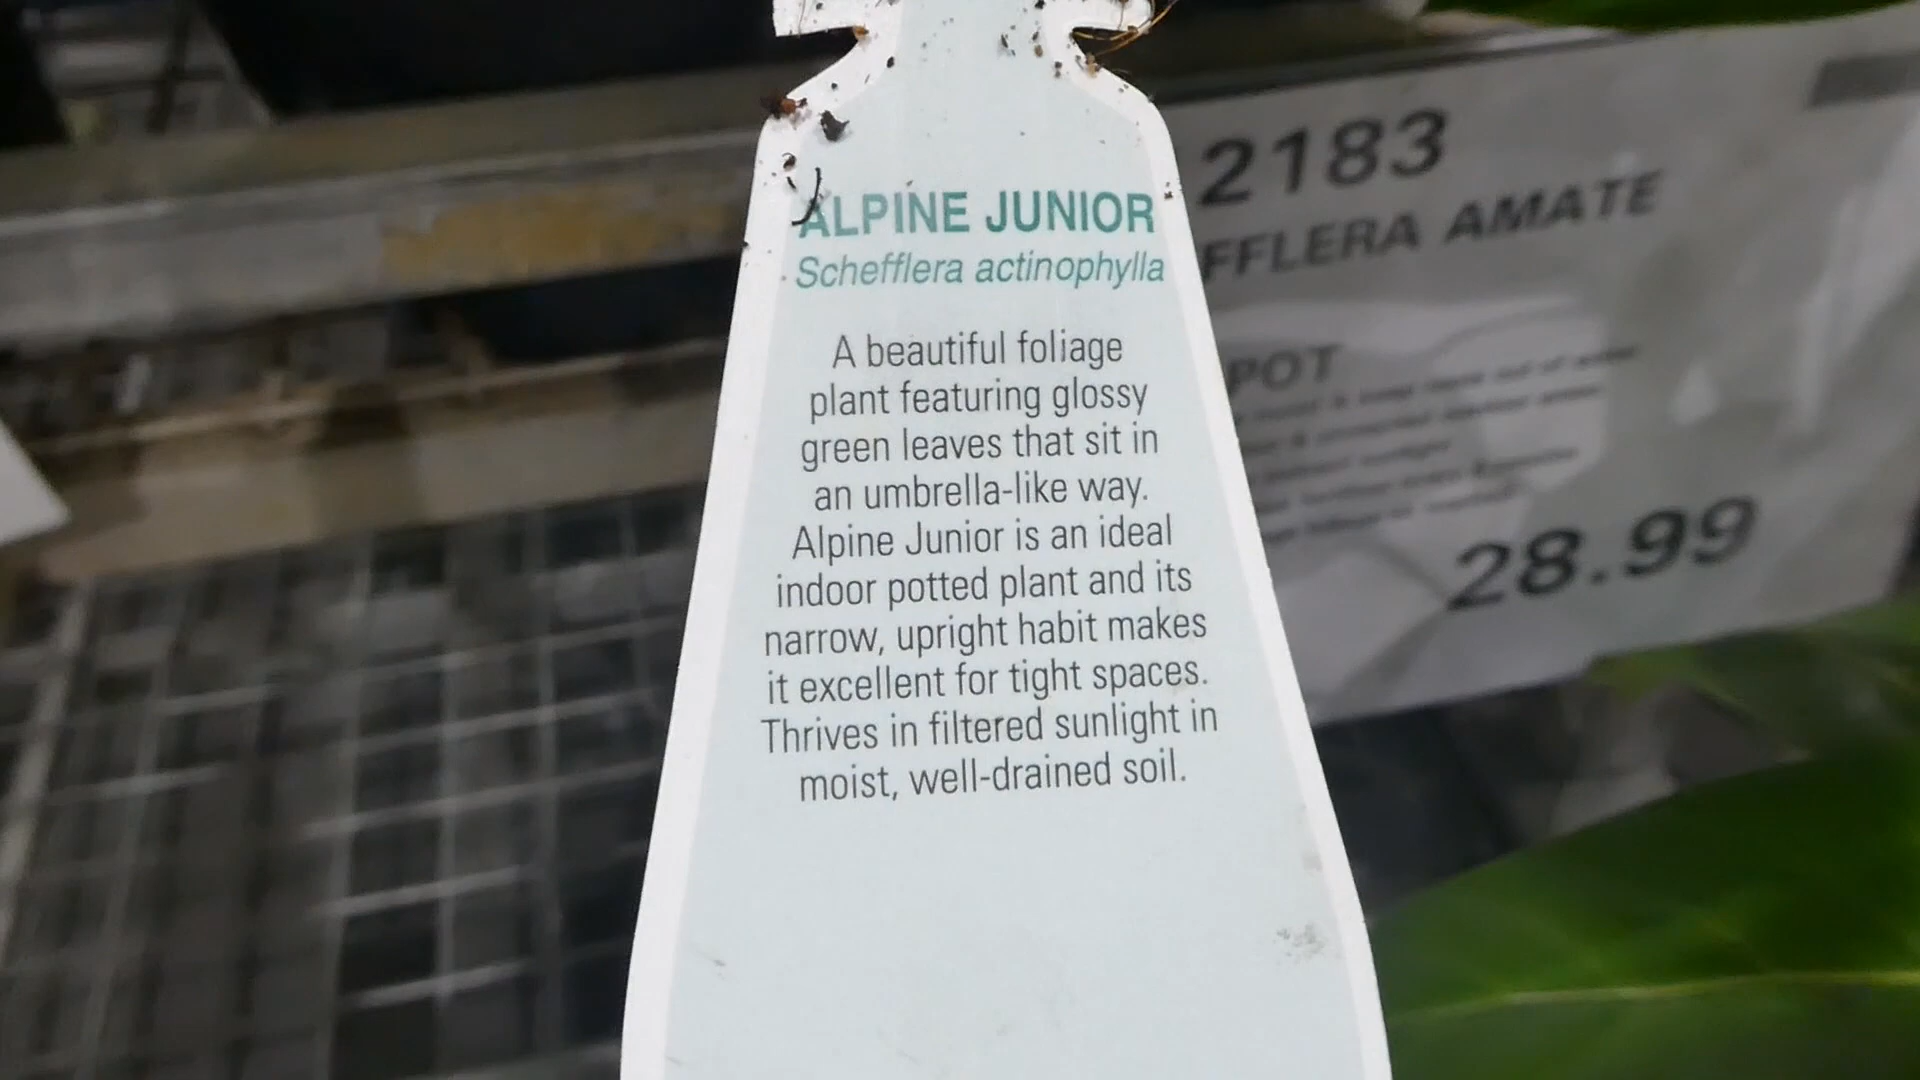 ALPINE JUNIOR
Schefflera actinophylla
A beautiful foliage
plant featuring glossy
green leaves that sit in
an umbrella-like way.
Alpine Junior is an ideal
indoor potted plant and its
narrow, upright habit makes
it excellent for tight spaces.
Thrives in filtered sunlight in
moist, well-drained soil.
2183
FFLERA AMATE
POT
28.99